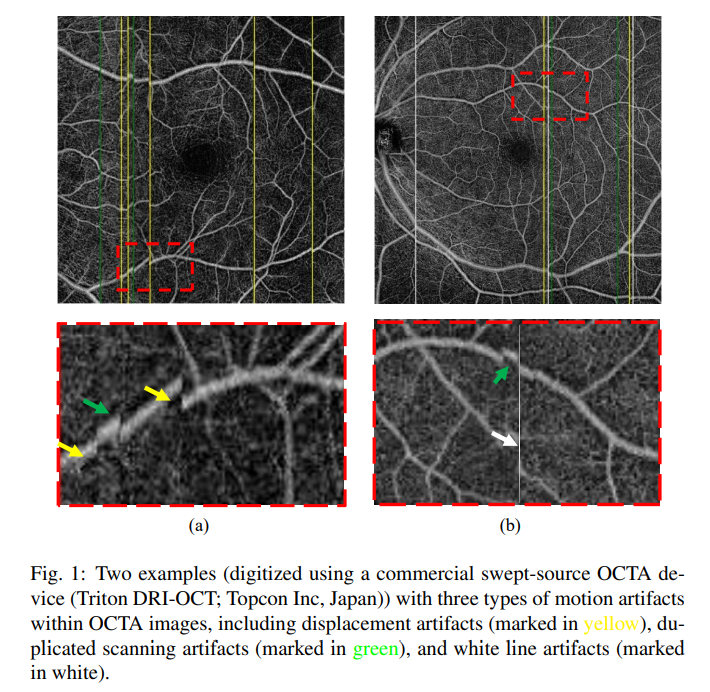 (a)
(b)
Fig. 1: Two examples (digitized using a commercial swept-source OCTA de-
vice (Triton DRI-OCT; Topcon Inc, Japan)) with three types of motion artifacts
within OCTA images, including displacement artifacts (marked in yellow), du-
plicated scanning artifacts (marked in green), and white line artifacts (marked
in white).